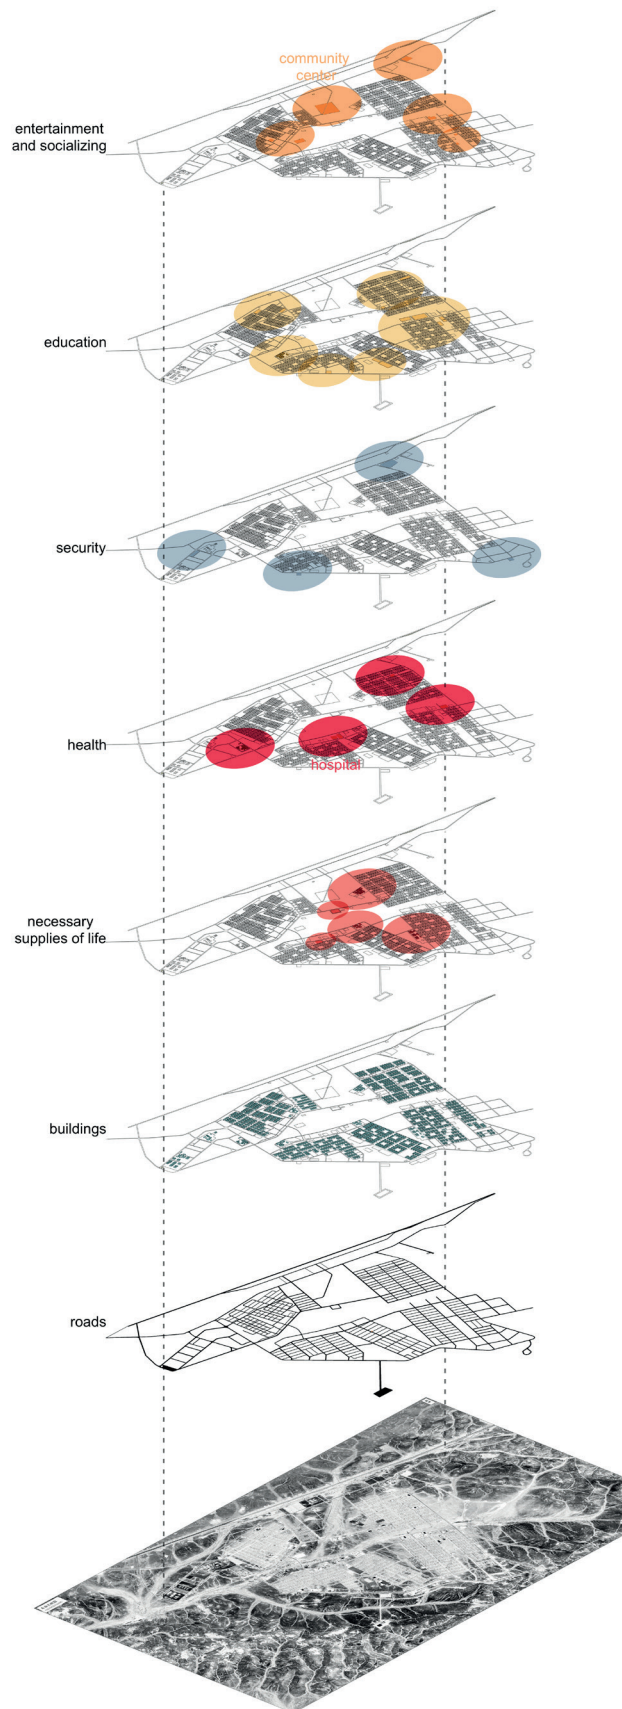 community
center
entertainment
and socializing
education
security
health
hospital
necessary
supplies of life
buildings
roads